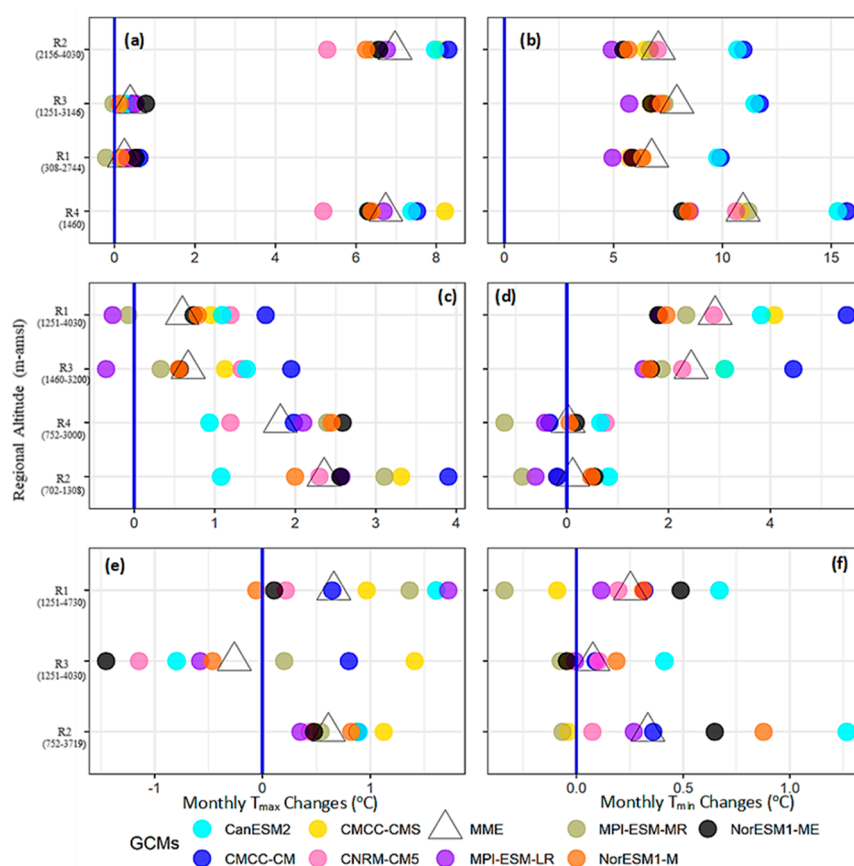 (a)
(b)
R2
(2156-4030)
R3
(1251-3146)
R1
(308-2744)
R4
(1460)
0 2 4 6 8
0 5 10 15
(c)
(d)
R1
(1251-4030)
R3
(1460-3200)
R4
(752-3000)
R2
(702-1308)
0 1 2 3 4
0 2 4
(e)
(f)
R1
(1251-4730)
R3
(1251-4030)
R2
(752-3719)
-1 0 1
0.0 0.5 1.0
Regional Altitude (m-amsl)
Monthly Tmax Changes (°C)
Monthly Tmin Changes (°C)
GCMs
CanESM2 CMCC-CMS MME MPI-ESM-MR NorESM1-ME
CMCC-CM CNRM-CM5 MPI-ESM-LR NorESM1-M